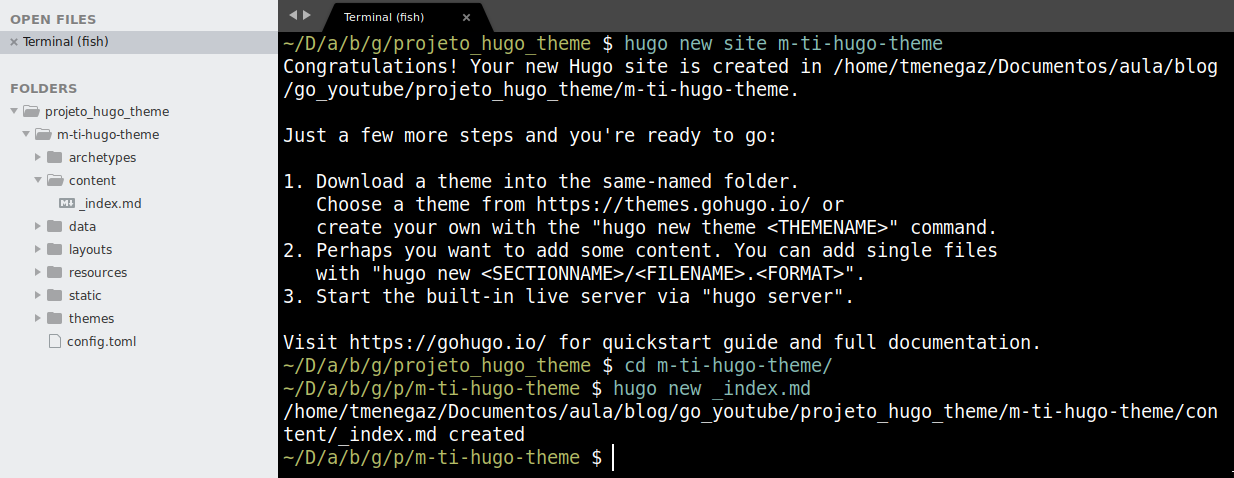 OPEN FILES
Terminal (fish)
FOLDERS
projeto_hugo_theme
m-ti-hugo-theme
archetypes
content
_index.md
data
layouts
resources
static
themes
config.toml
Terminal (fish)
~/D/a/b/g/projeto_hugo_theme $ hugo new site m-ti-hugo-theme
Congratulations! Your new Hugo site is created in /home/tmenegaz/Documentos/aula/blog
/go_youtube/projeto_hugo_theme/m-ti-hugo-theme.
Just a few more steps and you're ready to go:
1. Download a theme into the same-named folder.
Choose a theme from https://themes.gohugo.io/ or
create your own with the "hugo new theme <THEMENAME>" command.
2. Perhaps you want to add some content. You can add single files
with "hugo new <SECTIONNAME>/<FILENAME>.<FORMAT>".
3. Start the built-in live server via "hugo server".
Visit https://gohugo.io/ for quickstart guide and full documentation.
~/D/a/b/g/projeto_hugo_theme $ cd m-ti-hugo-theme/
~/D/a/b/g/p/m-ti-hugo-theme $ hugo new _index.md
/home/tmenegaz/Documentos/aula/blog/go_youtube/projeto_hugo_theme/m-ti-hugo-theme/con
tent/_index.md created
~/D/a/b/g/p/m-ti-hugo-theme $